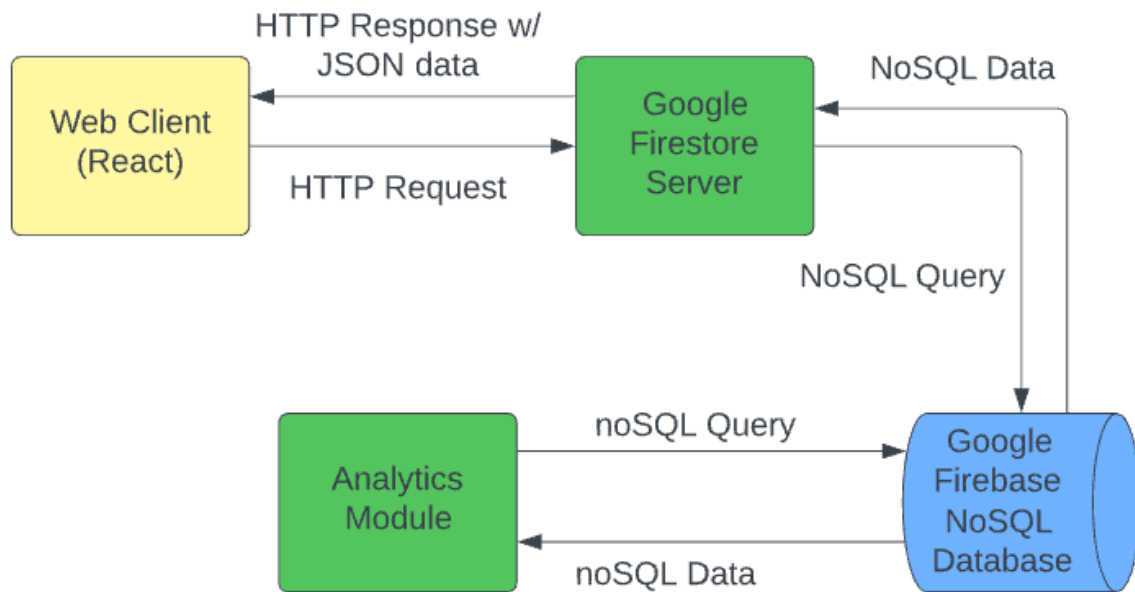 HTTP Response w/
JSON data
NoSQL Data
Web Client
(React)
Google
Firestore
Server
HTTP Request
NoSQL Query
Analytics
Module
noSQL Query
noSQL Data
Google
Firebase
NoSQL
Database